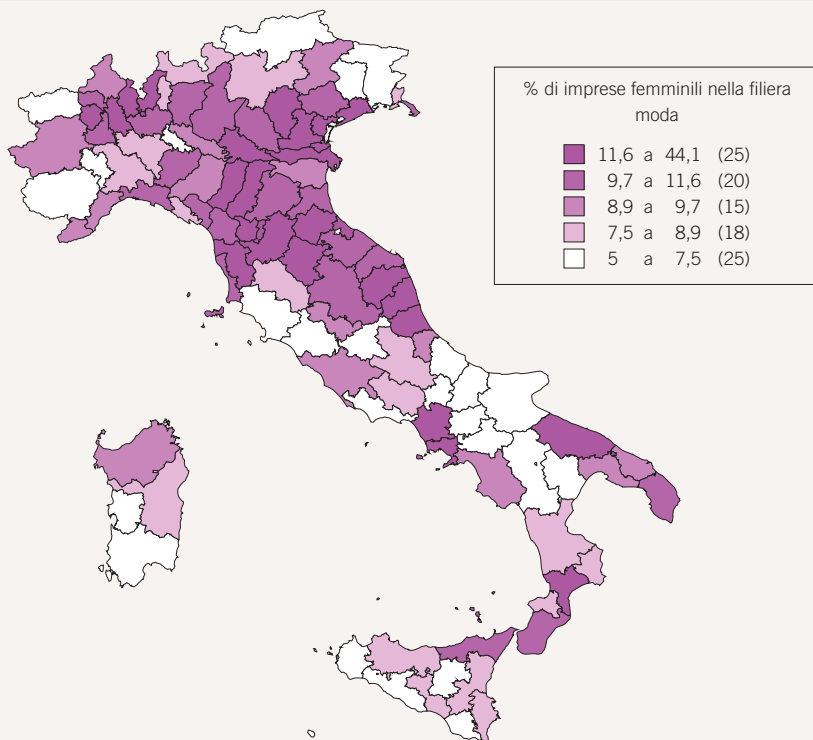 % di imprese femminili nella filiera
moda
11,6 a 44,1 (25)
9,7 a 11,6 (20)
8,9 a 9,7 (15)
7,5 a 8,9 (18)
5 a 7,5 (25)